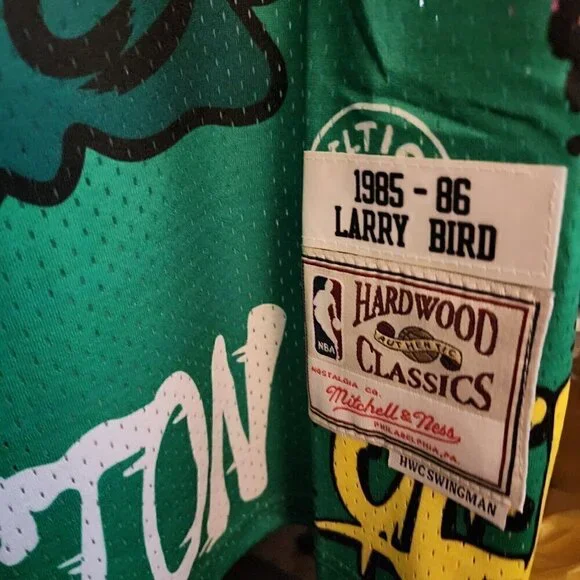 1985 - 86
LARRY BIRD
NBA
HARDWOOD
AUTHENTIC
CLASSICS
NOSTALGIA CO.
Mitchell & Ness
PHILADELPHIA, PA
HWC SWINGMAN
TON